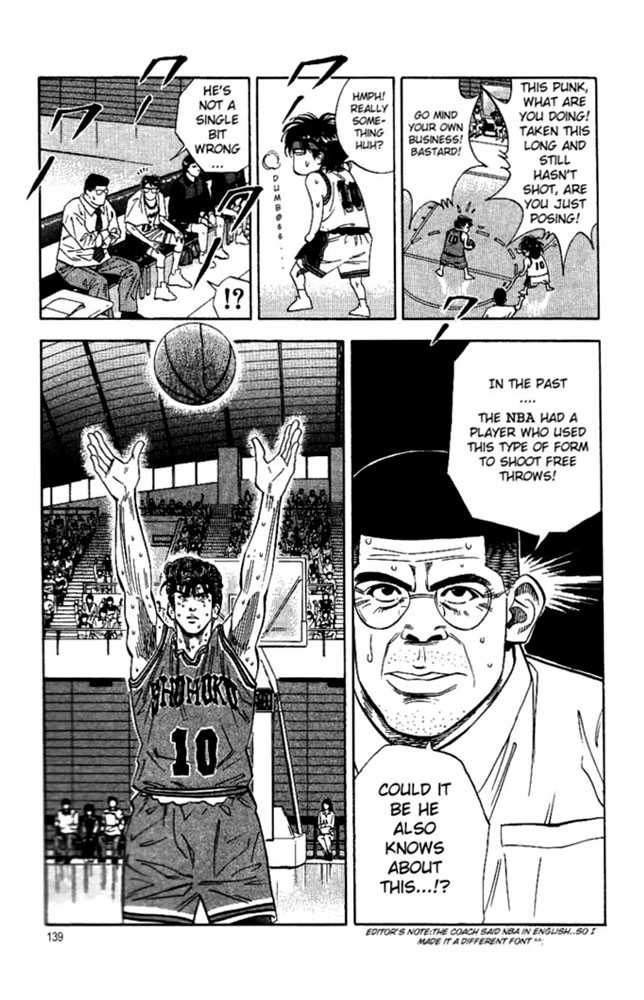 THIS PUNK,
WHAT ARE
YOU DOING!
TAKEN THIS
LONG AND
STILL
HASN'T
SHOT, ARE
YOU JUST
POSING!
GO MIND
YOUR OWN
BUSINESS!
BASTARD!
10
10
HMPH!
REALLY
SOME-
THING
HUH?
10
HE'S
NOT A
SINGLE
BIT
WRONG
...
!?
IN THE PAST
....
THE NBA HAD A
PLAYER WHO USED
THIS TYPE OF FORM
TO SHOOT FREE
THROWS!
COULD IT
BE HE
ALSO
KNOWS
ABOUT
THIS...!?
SHOHOKU
10
139
EDITOR'S NOTE:THE COACH SAID NBA IN ENGLISH..SO I
MADE IT A DIFFERENT FONT ^^;